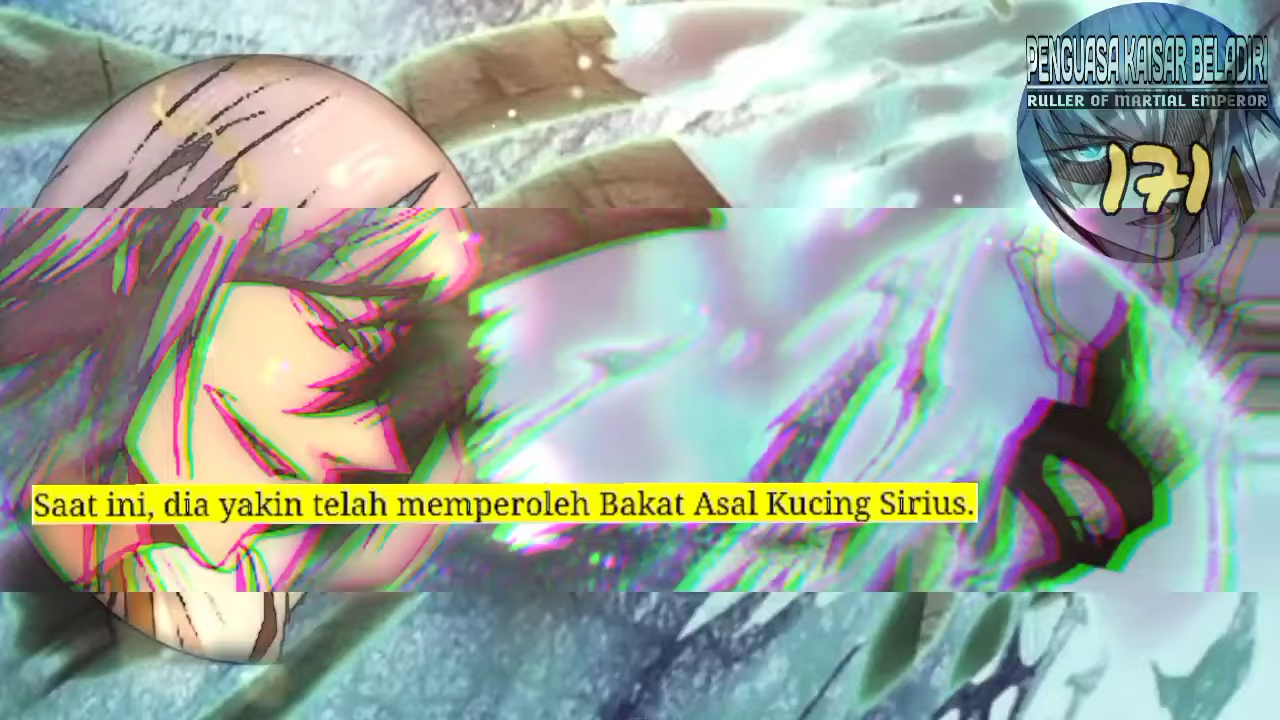 PENGUASA KAISAR BELADIRI
RULLER OF MARTIAL EMPEROR
171
Saat ini, dia yakin telah memperoleh Bakat Asal Kucing Sirius.